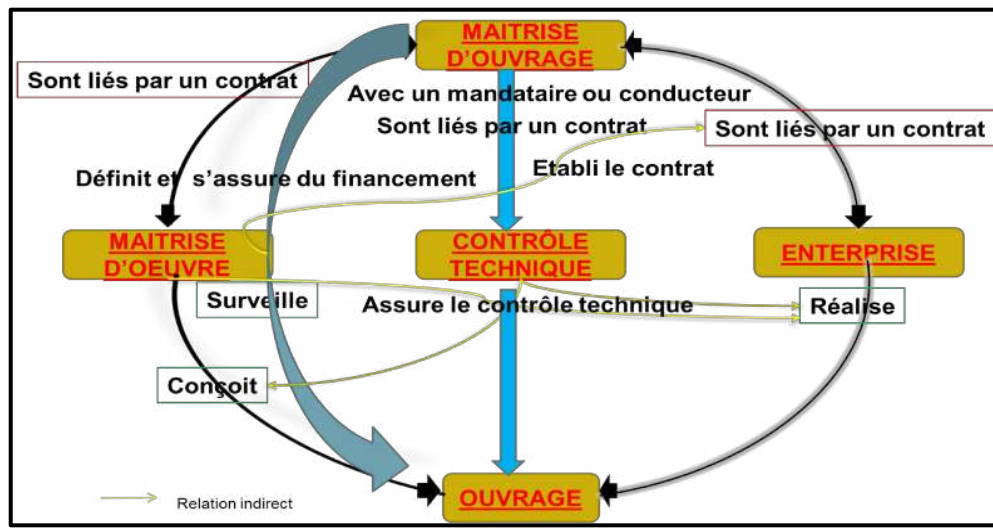 MAITRISE
D'OUVRAGE
Sont liés par un contrat
Avec un mandataire ou conducteur
Sont liés par un contrat
Sont liés par un contrat
Etabli le contrat
Définit et s'assure du financement
MAITRISE
D'OEUVRE
CONTRÔLE
TECHNIQUE
ENTERPRISE
Surveille
Assure le contrôle technique
Réalise
Conçoit
OUVRAGE
Relation indirect